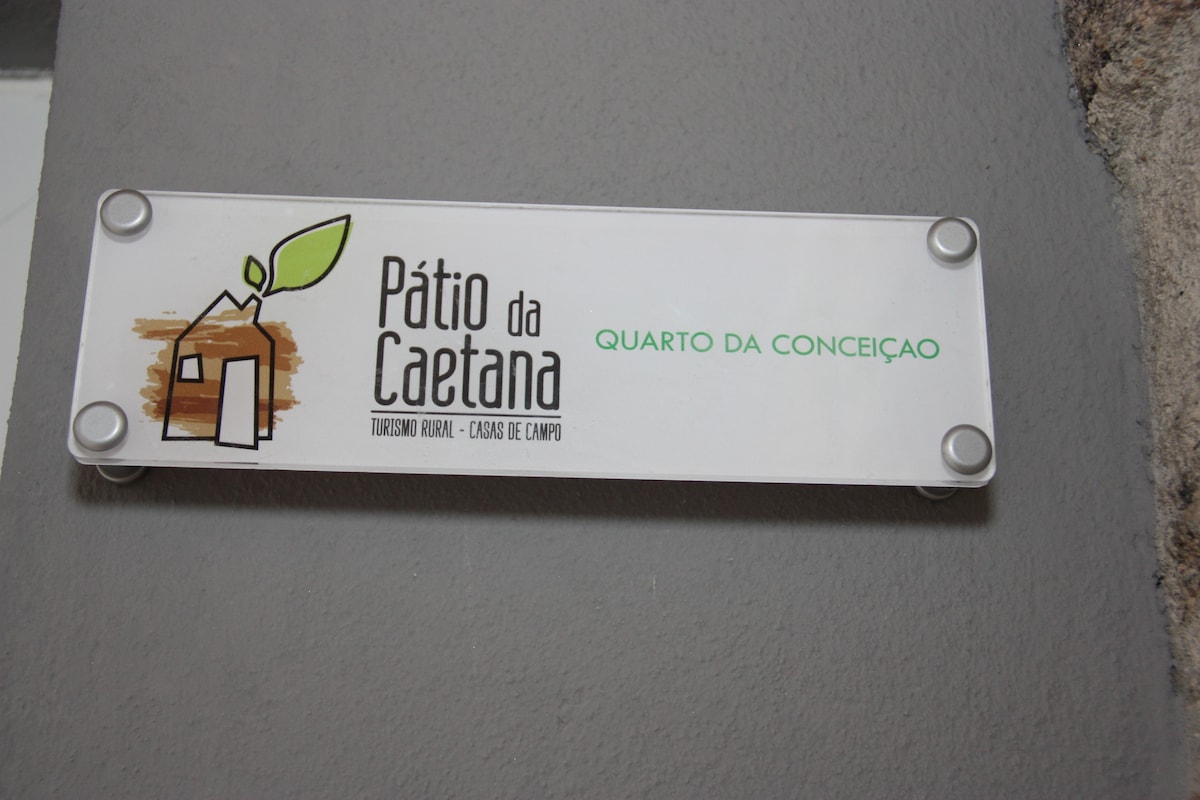 Pátio da
Caetana
TURISMO RURAL - CASAS DE CAMPO
QUARTO DA CONCEIÇAO